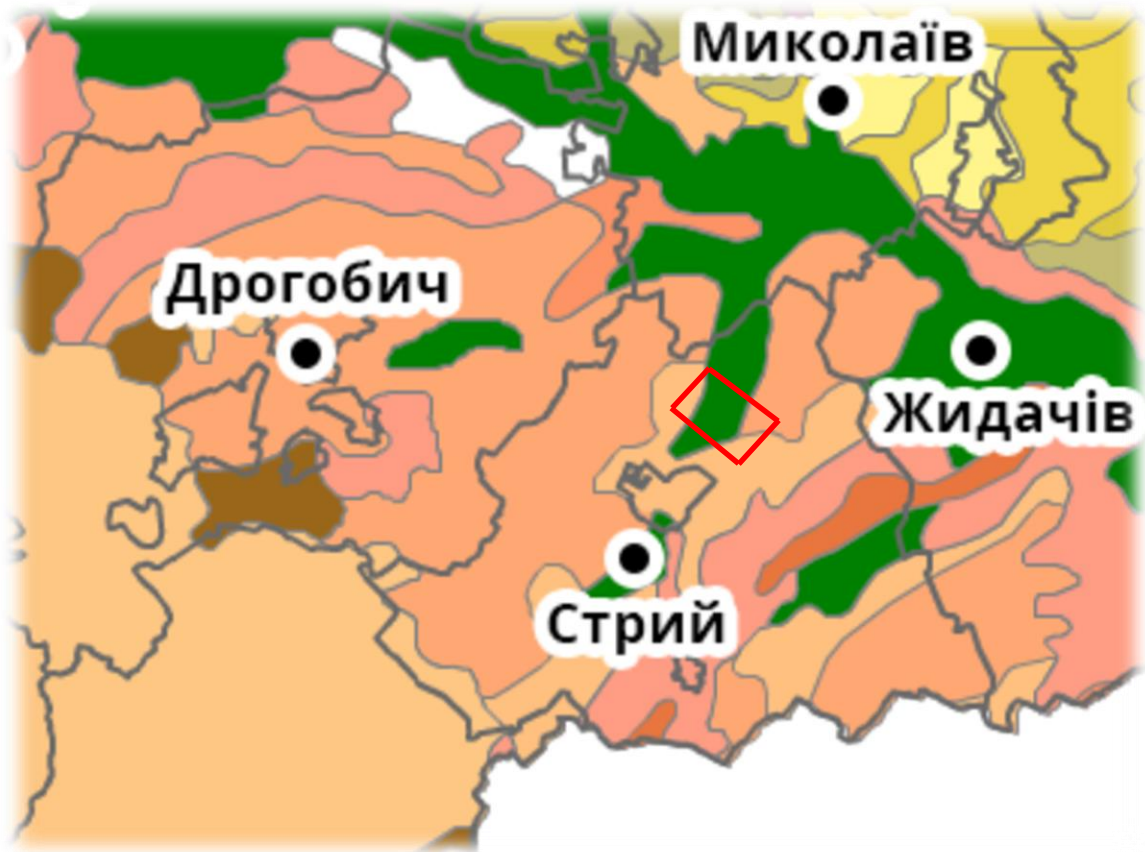 Миколаїв
Дрогобич
Жидачів
Стрий